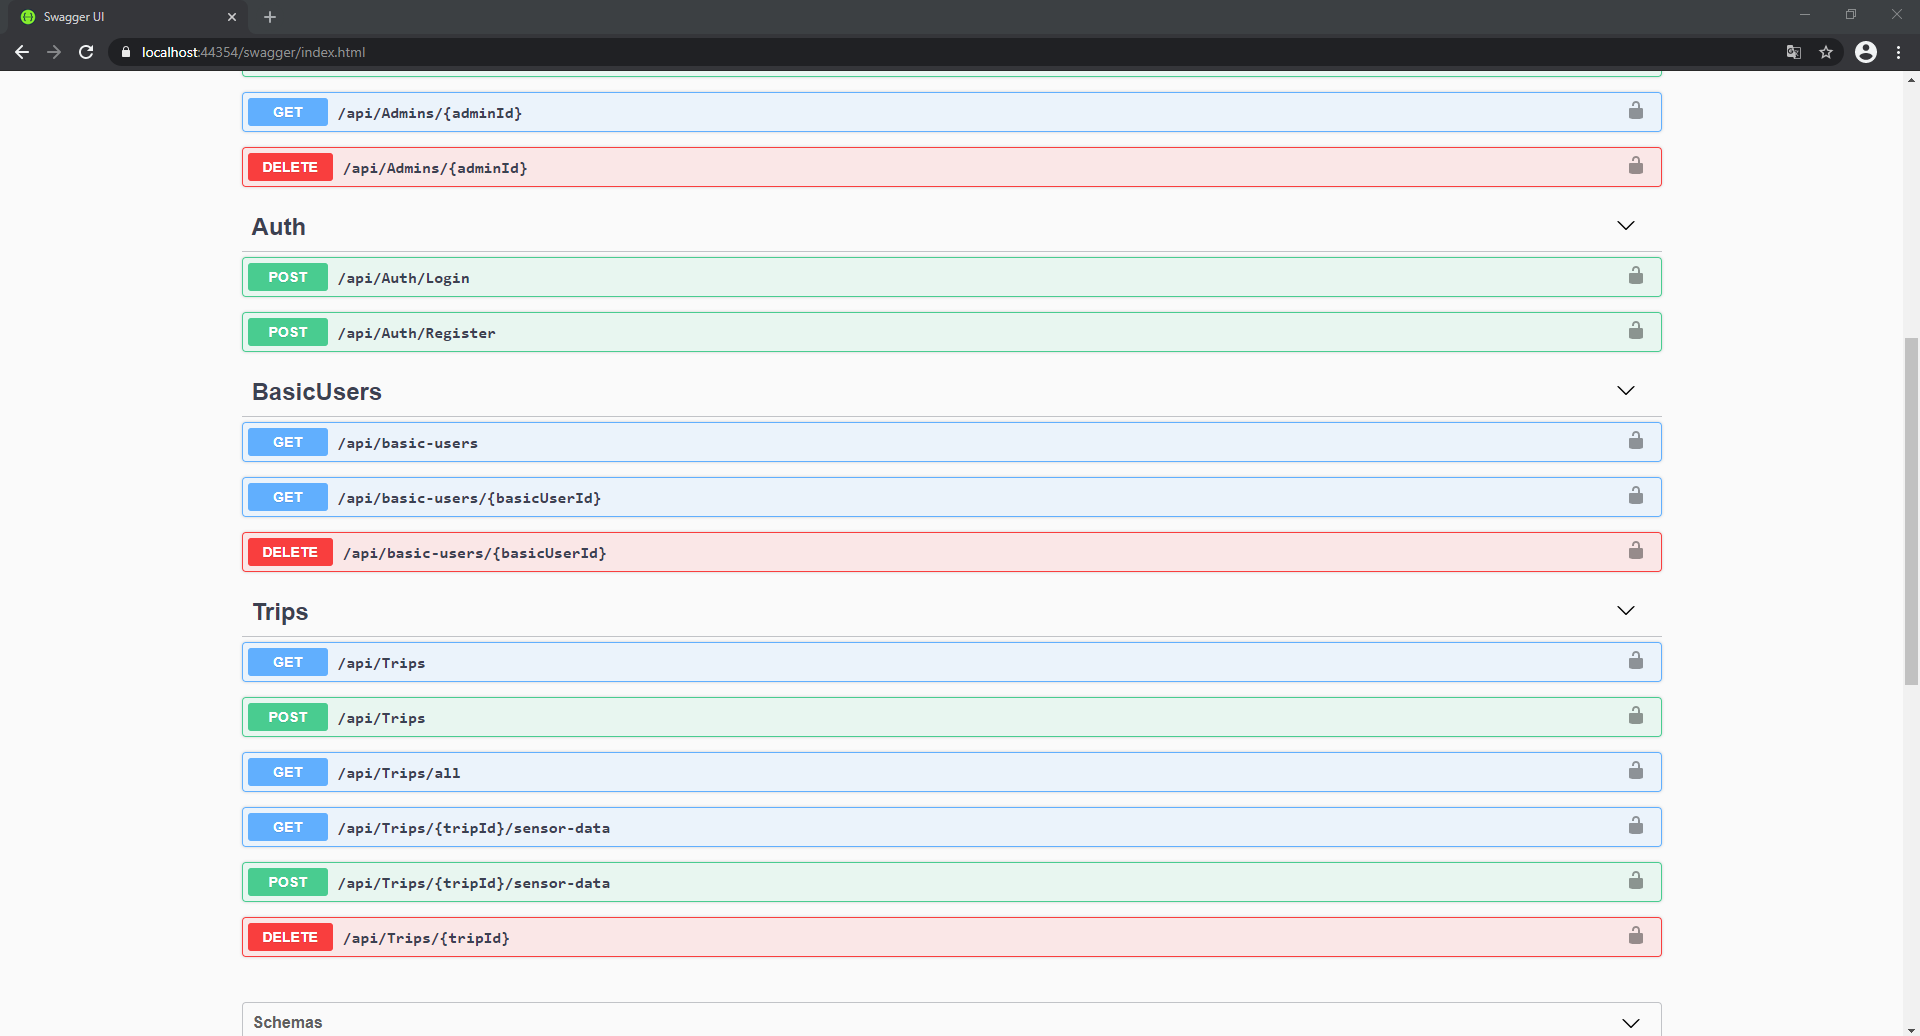 Swagger UI
localhost:44354/swagger/index.html
GET /api/Admins/{adminId}
DELETE /api/Admins/{adminId}
Auth
POST /api/Auth/Login
POST /api/Auth/Register
BasicUsers
GET /api/basic-users
GET /api/basic-users/{basicUserId}
DELETE /api/basic-users/{basicUserId}
Trips
GET /api/Trips
POST /api/Trips
GET /api/Trips/all
GET /api/Trips/{tripId}/sensor-data
POST /api/Trips/{tripId}/sensor-data
DELETE /api/Trips/{tripId}
Schemas